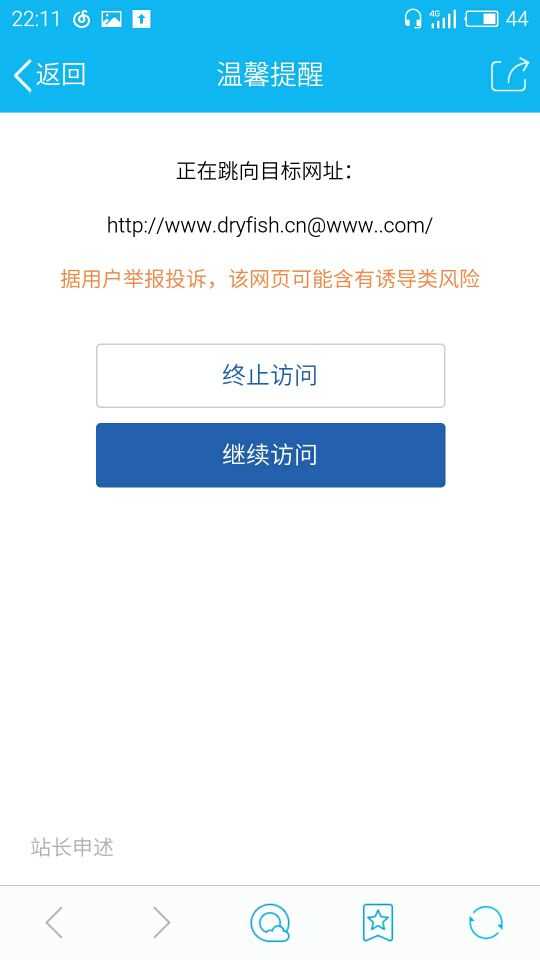 22:11 4G 44
返回 温馨提醒
正在跳向目标网址：
http://www.dryfish.cn@www..com/
据用户举报投诉，该网页可能含有诱导类风险
终止访问
继续访问
站长申述